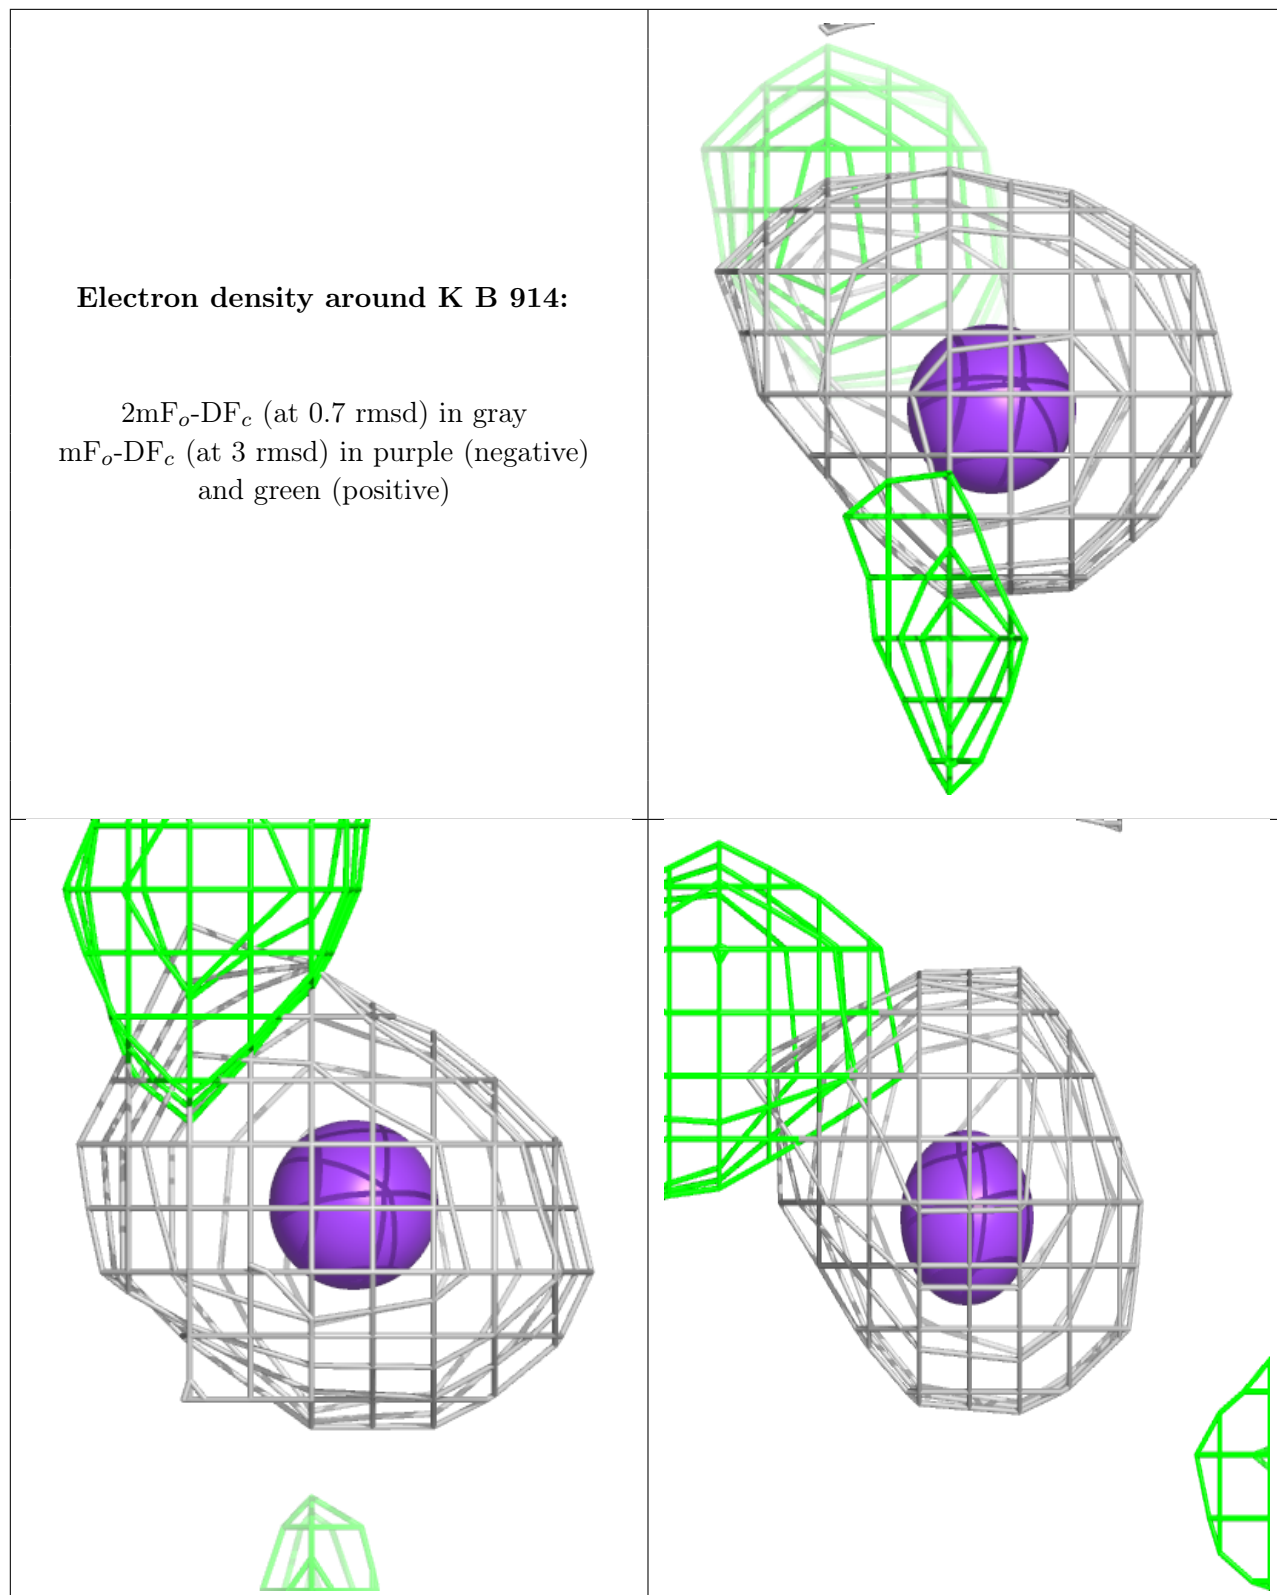 Electron density around K B 914:
2mFo-DFc (at 0.7 rmsd) in gray
mFo-DFc (at 3 rmsd) in purple (negative)
and green (positive)